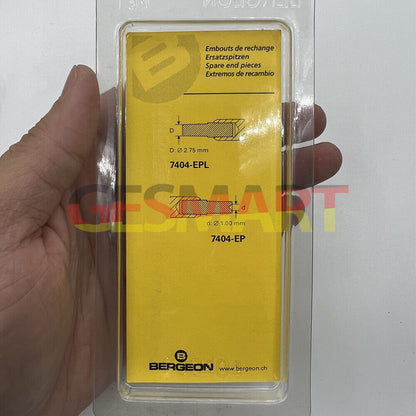 Embouts de rechange
Ersatzspitzen
Spare end pieces
Extremos de recambio
D
D: Ø 2.75 mm
7404-EPL
GESMART
d
d: Ø 1.00 mm
7404-EP
B
BERGEON www.bergeon.ch